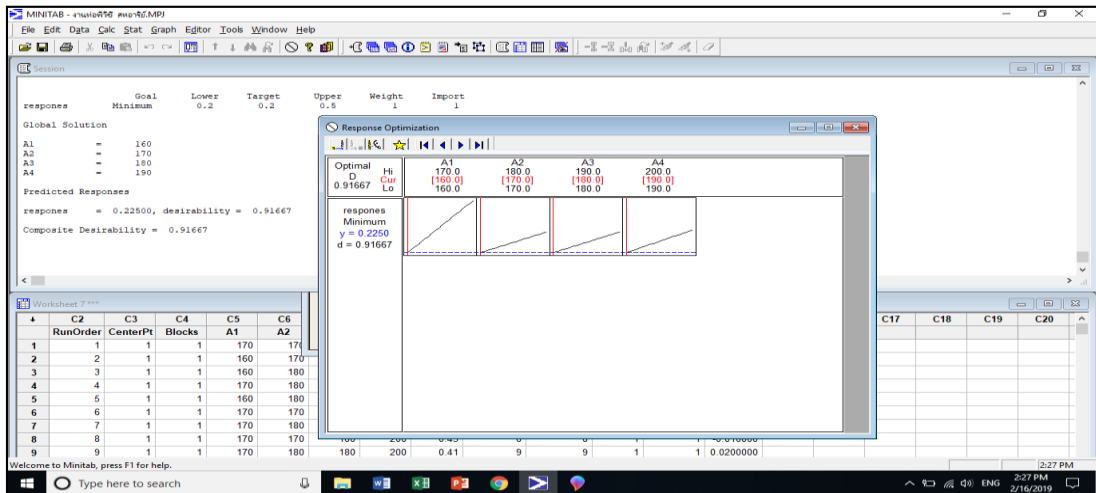 MINITAB - งานท่อพีวีซี สหอาร์ย์.MPJ
File Edit Data Calc Stat Graph Editor Tools Window Help
Session
Goal Lower Target Upper Weight Import
respones Minimum 0.2 0.2 0.5 1 1
Global Solution
A1 = 160
A2 = 170
A3 = 180
A4 = 190
Predicted Responses
respones = 0.22500, desirability = 0.91667
Composite Desirability = 0.91667
Response Optimization
Optimal D 0.91667
Hi Cur Lo
A1 170.0 [160.0] 160.0
A2 180.0 [170.0] 170.0
A3 190.0 [180.0] 180.0
A4 200.0 [190.0] 190.0
respones
Minimum
y = 0.2250
d = 0.91667
Worksheet 7 ***
C2 C3 C4 C5 C6 C17 C18 C19 C20
RunOrder CenterPt Blocks A1 A2
1 1 1 1 170 170
2 2 1 1 160 170
3 3 1 1 160 180
4 4 1 1 170 180
5 5 1 1 160 180
6 6 1 1 170 170
7 7 1 1 170 180
8 8 1 1 170 170 180 200 0.45
9 9 1 1 170 180 180 200 0.41 9 9 1 1 0.0200000
Welcome to Minitab, press F1 for help.
2:27 PM
Type here to search
ENG
2:27 PM
2/16/2019